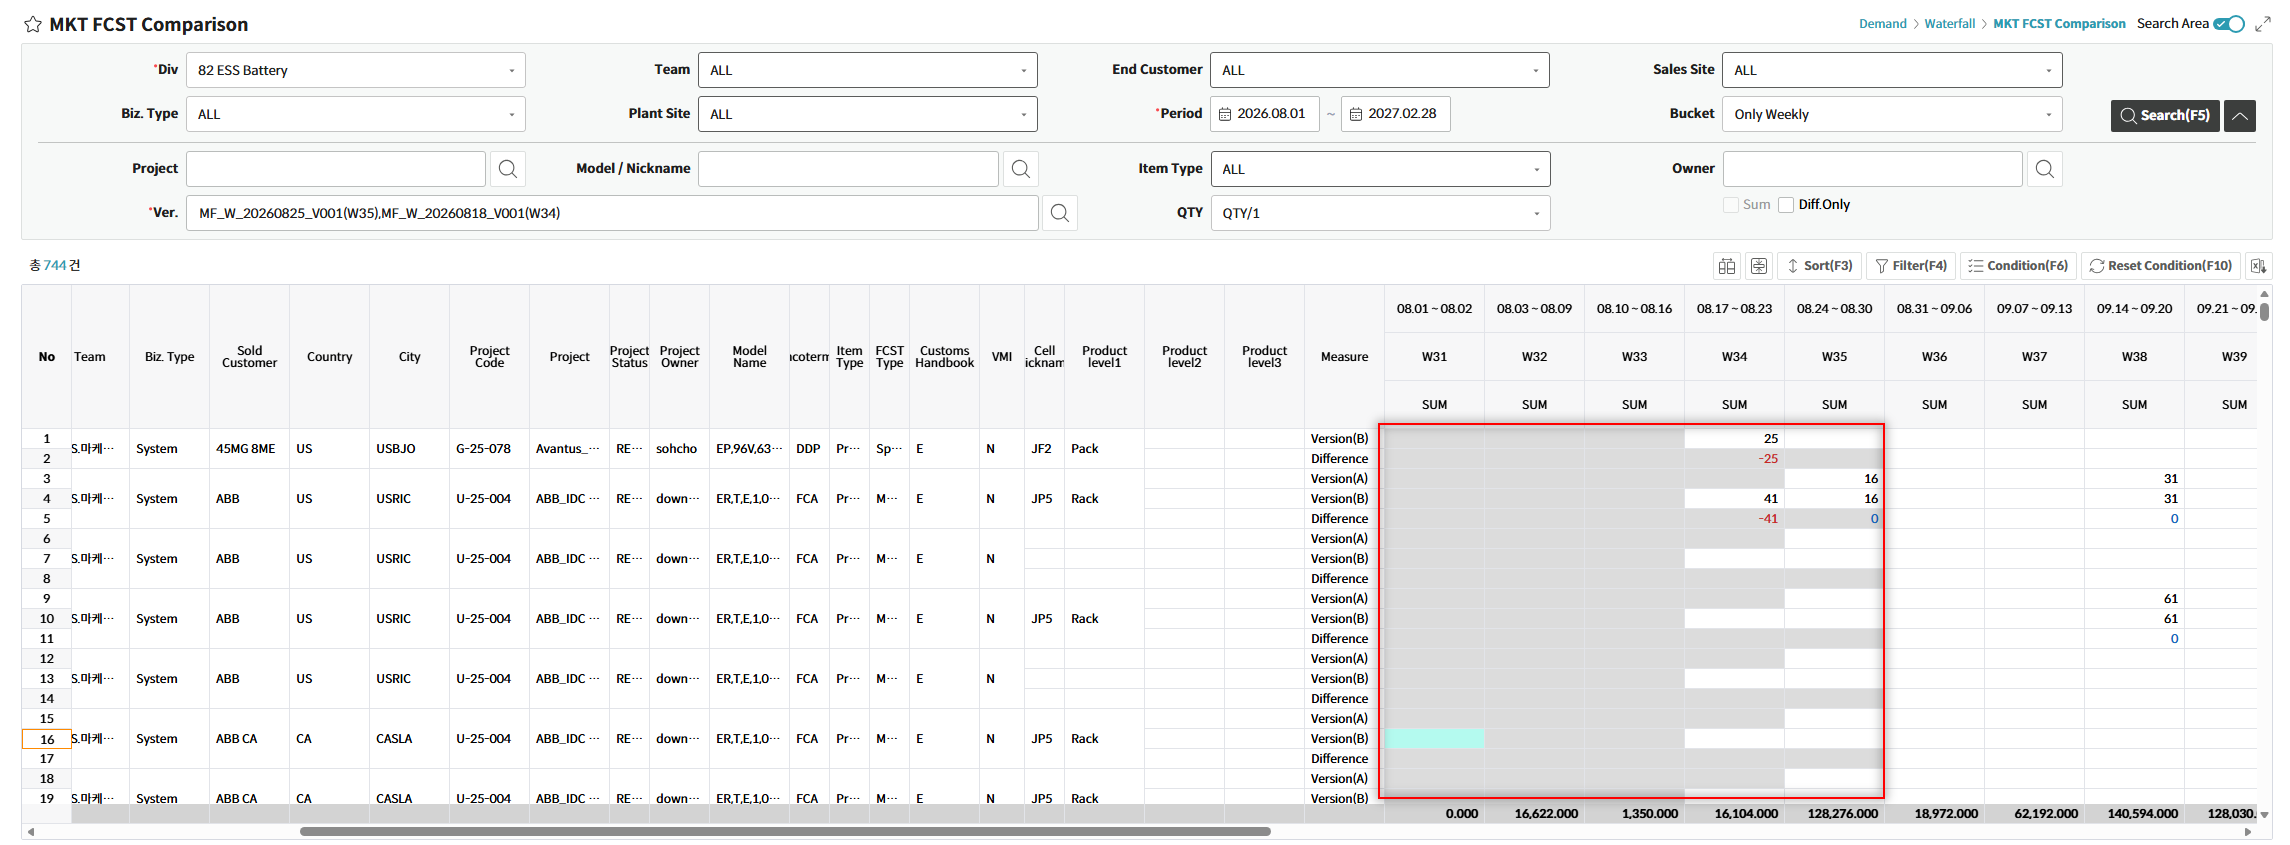 MKT FCST Comparison
Demand > Waterfall > MKT FCST Comparison Search Area
*Div 82 ESS Battery Team ALL End Customer ALL Sales Site ALL
Biz. Type ALL Plant Site ALL *Period 2026.08.01 ~ 2027.02.28 Bucket Only Weekly Search(F5)
Project Model / Nickname Item Type ALL Owner
*Ver. MF_W_20260825_V001(W35),MF_W_20260818_V001(W34) QTY QTY/1 Sum Diff.Only
총 744 건 Sort(F3) Filter(F4) Condition(F6) Reset Condition(F10)
08.01 ~ 08.02 08.03 ~ 08.09 08.10 ~ 08.16 08.17 ~ 08.23 08.24 ~ 08.30 08.31 ~ 09.06 09.07 ~ 09.13 09.14 ~ 09.20 09.21 ~ 09.
No Team Biz. Type Sold Customer Country City Project Code Project Project Status Project Owner Model Name ncoterm Item Type FCST Type Customs Handbook VMI Cell icknam Product level1 Product level2 Product level3 Measure W31 W32 W33 W34 W35 W36 W37 W38 W39
SUM SUM SUM SUM SUM SUM SUM SUM SUM
1 Version(B) 25
S.마케··· System 45MG 8ME US USBJO G-25-078 Avantus_··· RE··· sohcho EP,96V,63··· DDP Pr··· Sp··· E N JF2 Pack
2 Difference -25
3 Version(A) 16 31
4 S.마케··· System ABB US USRIC U-25-004 ABB_IDC ··· RE··· down··· ER,T,E,1,0··· FCA Pr··· M··· E N JP5 Rack Version(B) 41 16 31
5 Difference -41 0 0
6 Version(A)
7 S.마케··· System ABB US USRIC U-25-004 ABB_IDC ··· RE··· down··· ER,T,E,1,0··· FCA Pr··· M··· E N Version(B)
8 Difference
9 Version(A) 61
10 S.마케··· System ABB US USRIC U-25-004 ABB_IDC ··· RE··· down··· ER,T,E,1,0··· FCA Pr··· M··· E N JP5 Rack Version(B) 61
11 Difference 0
12 Version(A)
13 S.마케··· System ABB US USRIC U-25-004 ABB_IDC ··· RE··· down··· ER,T,E,1,0··· FCA Pr··· M··· E N Version(B)
14 Difference
15 Version(A)
16 S.마케··· System ABB CA CA CASLA U-25-004 ABB_IDC ··· RE··· down··· ER,T,E,1,0··· FCA Pr··· M··· E N JP5 Rack Version(B)
17 Difference
18 Version(A)
19 S.마케··· System ABB CA CA CASLA U-25-004 ABB_IDC ··· RE··· down··· ER,T,E,1,0··· FCA Pr··· M··· E N JP5 Rack Version(B)
0.000 16,622.000 1,350.000 16,104.000 128,276.000 18,972.000 62,192.000 140,594.000 128,030.